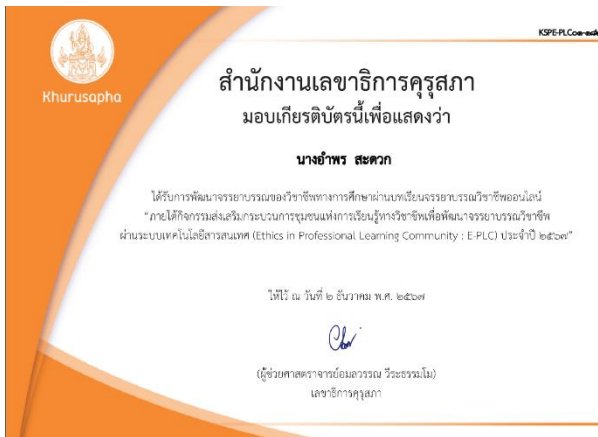 Khurusapha
สำนักงานเลขาธิการคุรุสภา
มอบเกียรติบัตรนี้เพื่อแสดงว่า
นางอำพร สะตวก
ได้รับการพัฒนาจรรยาบรรณของวิชาชีพทางการศึกษาผ่านบทเรียนจรรยาบรรณวิชาชีพออนไลน์
"ภายใต้กิจกรรมส่งเสริมกระบวนการชุมชนแห่งการเรียนรู้ทางวิชาชีพเพื่อพัฒนาจรรยาบรรณวิชาชีพ
ผ่านระบบเทคโนโลยีสารสนเทศ (Ethics in Professional Learning Community : E-PLC) ประจำปี ๒๕๖๗"
ให้ไว้ ณ วันที่ ๒ ธันวาคม พ.ศ. ๒๕๖๗
(ผู้ช่วยศาสตราจารย์อมลวรรณ วีระธรรมโม)
เลขาธิการคุรุสภา